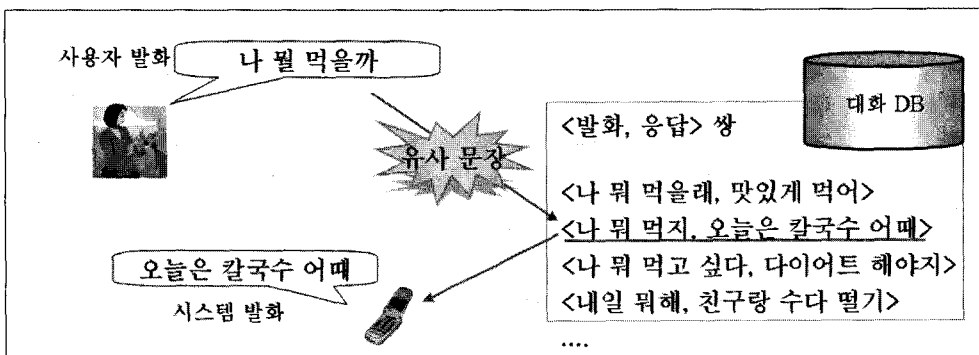 사용자 발화
나 뭘 먹을까
대화 DB
<발화, 응답> 쌍
유사 문장
<나 뭐 먹을래, 맛있게 먹어>
<나 뭐 먹지, 오늘은 칼국수 어때>
<나 뭐 먹고 싶다, 다이어트 해야지>
<내일 뭐해, 친구랑 수다 떨기>
....
오늘은 칼국수 어때
시스템 발화